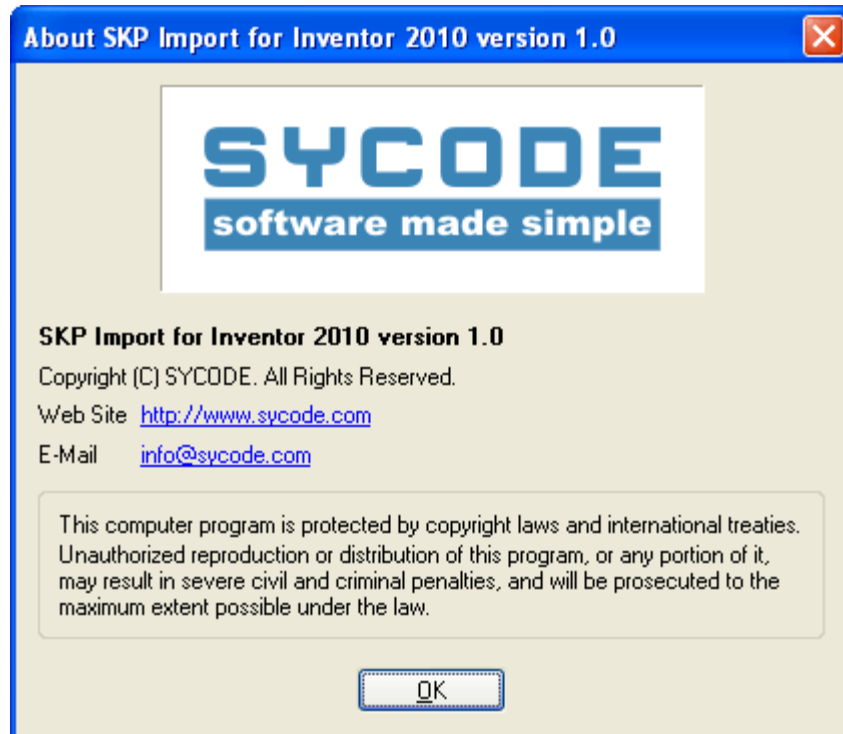 About SKP Import for Inventor 2010 version 1.0
SYCODE
software made simple
SKP Import for Inventor 2010 version 1.0
Copyright (C) SYCODE. All Rights Reserved.
Web Site http://www.sycode.com
E-Mail info@sycode.com
This computer program is protected by copyright laws and international treaties.
Unauthorized reproduction or distribution of this program, or any portion of it,
may result in severe civil and criminal penalties, and will be prosecuted to the
maximum extent possible under the law.
OK